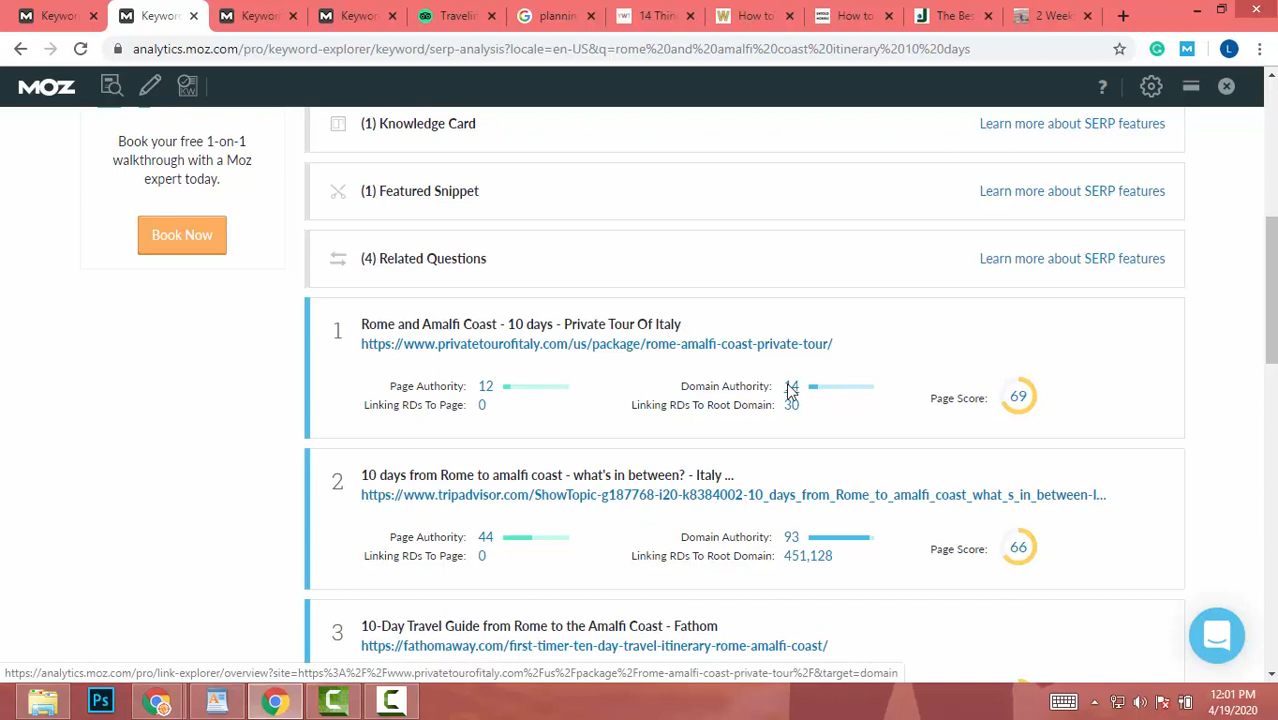 Keywor
Keywor
Keywor
Keywor
Travelin
plannin
14 Thin
How to
How to
The Bes
2 Week
analytics.moz.com/pro/keyword-explorer/keyword/serp-analysis?locale=en-US&q=rome%20and%20amalfi%20coast%20itinerary%2010%20days
L
MOZ
KW
?
Book your free 1-on-1
walkthrough with a Moz
expert today.
Book Now
(1) Knowledge Card
Learn more about SERP features
(1) Featured Snippet
Learn more about SERP features
(4) Related Questions
Learn more about SERP features
1
Rome and Amalfi Coast - 10 days - Private Tour Of Italy
https://www.privatetourofitaly.com/us/package/rome-amalfi-coast-private-tour/
Page Authority: 12
Domain Authority: 14
Linking RDs To Page: 0
Linking RDs To Root Domain: 30
Page Score: 69
2
10 days from Rome to amalfi coast - what's in between? - Italy ...
https://www.tripadvisor.com/ShowTopic-g187768-i20-k8384002-10_days_from_Rome_to_amalfi_coast_what_s_in_between-I...
Page Authority: 44
Domain Authority: 93
Linking RDs To Page: 0
Linking RDs To Root Domain: 451,128
Page Score: 66
3
10-Day Travel Guide from Rome to the Amalfi Coast - Fathom
https://fathomaway.com/first-timer-ten-day-travel-itinerary-rome-amalfi-coast/
https://analytics.moz.com/pro/link-explorer/overview?site=https%3A%2F%2Fwww.privatetourofitaly.com%2Fus%2Fpackage%2Frome-amalfi-coast-private-tour%2F&target=domain
Ps
12:01 PM
4/19/2020